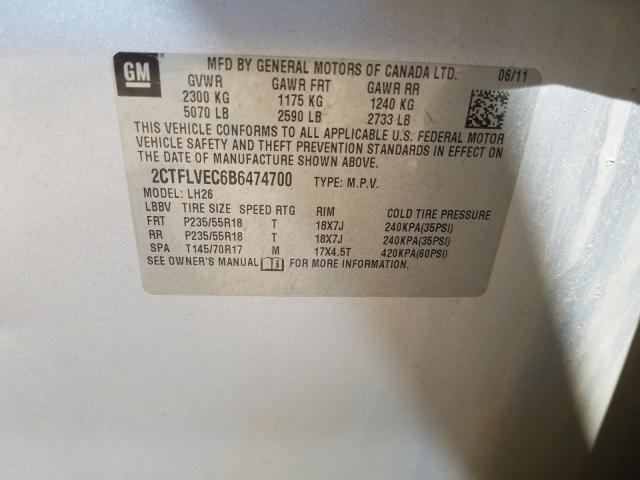 GM
MFD BY GENERAL MOTORS OF CANADA LTD. 06/11
GVWR GAWR FRT GAWR RR
2300 KG 1175 KG 1240 KG
5070 LB 2590 LB 2733 LB
THIS VEHICLE CONFORMS TO ALL APPLICABLE U.S. FEDERAL MOTOR
VEHICLE SAFETY AND THEFT PREVENTION STANDARDS IN EFFECT ON
THE DATE OF MANUFACTURE SHOWN ABOVE.
2CTFLVEC6B6474700 TYPE: M.P.V.
MODEL: LH26
LBBV TIRE SIZE SPEED RTG RIM COLD TIRE PRESSURE
FRT P235/55R18 T 18X7J 240KPA(35PSI)
RR P235/55R18 T 18X7J 240KPA(35PSI)
SPA T145/70R17 M 17X4.5T 420KPA(60PSI)
SEE OWNER'S MANUAL FOR MORE INFORMATION.